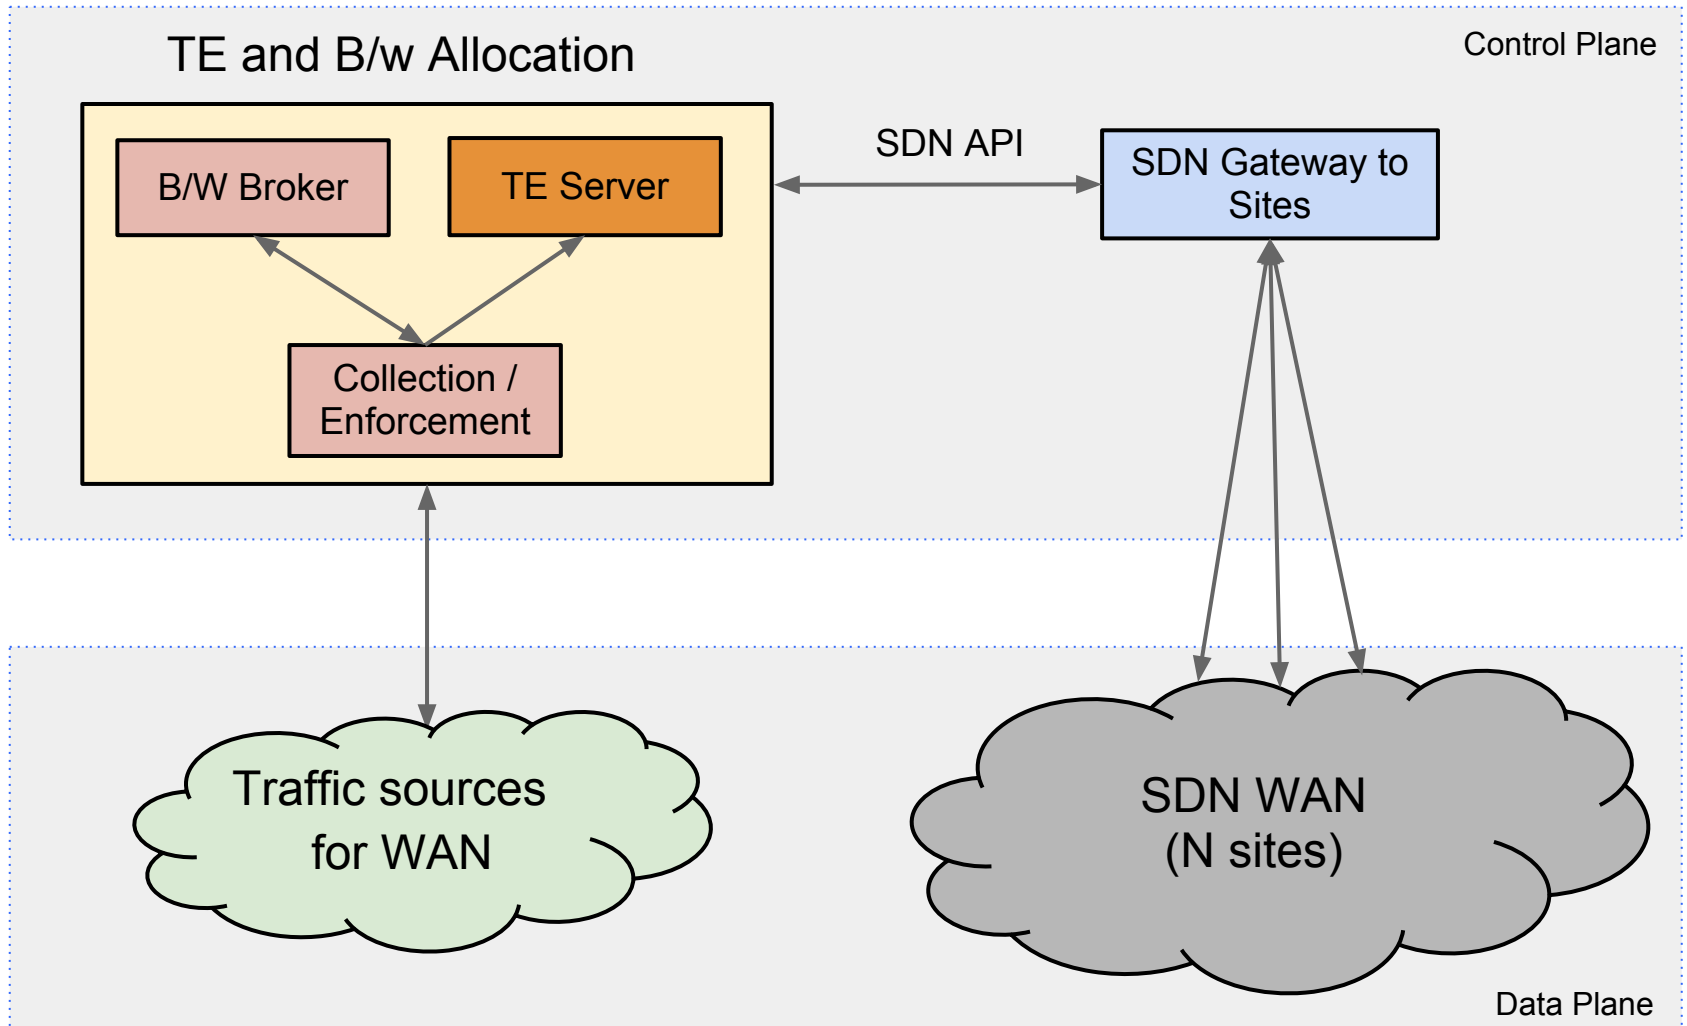 TE and B/w Allocation
Control Plane
B/W Broker
TE Server
SDN API
SDN Gateway to
Sites
Collection /
Enforcement
Traffic sources
for WAN
SDN WAN
(N sites)
Data Plane